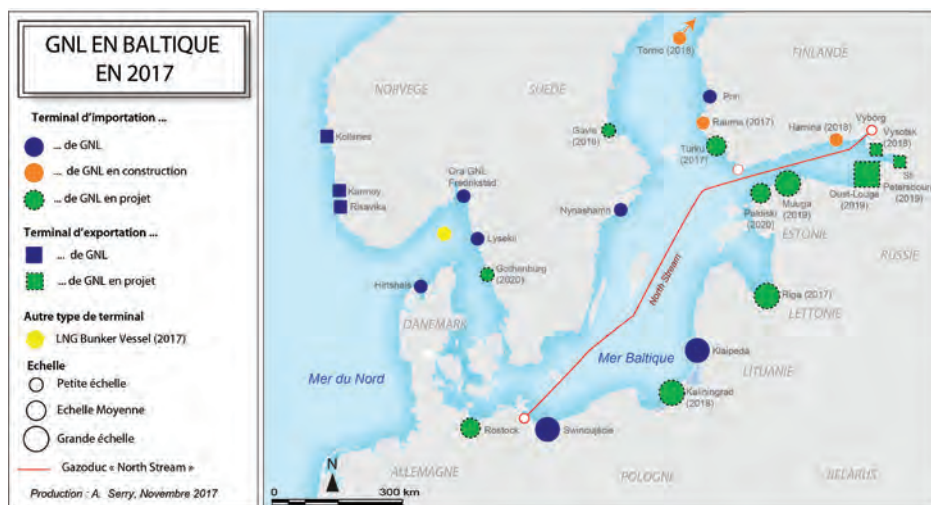 GNL EN BALTIQUE
EN 2017
Terminal d'importation ...
... de GNL
... de GNL en construction
... de GNL en projet
Terminal d'exportation ...
... de GNL
... de GNL en projet
Autre type de terminal
LNG Bunker Vessel (2017)
Echelle
Petite échelle
Echelle Moyenne
Grande échelle
Gazoduc « North Stream »
Production : A. Serry, Novembre 2017
Tornio (2018)
FINLANDE
NORVEGE
SUEDE
Pori
Rauma (2017)
Vyborg
Hamina (2018)
Vysotsk
(2018)
Kollsnes
Gavle
Turku
(2017)
St
Petersbourg
(2019)
Ora GNL
Fredrikstad
Karmoy
Risavika
Oust-Louga
(2019)
Muuga
(2019)
Paldiski
(2020)
ESTONIE
Nynashamn
Lysekil
RUSSIE
Gothenburg
(2020)
Hirtshals
North Stream
Riga (2017)
LETTONIE
DANEMARK
Mer Baltique
Klaipeda
LITUANIE
Mer du Nord
Kaliningrad
(2018)
Rostock
Swinoujscie
ALLEMAGNE
POLOGNE
BELARUS
N
0
300 km